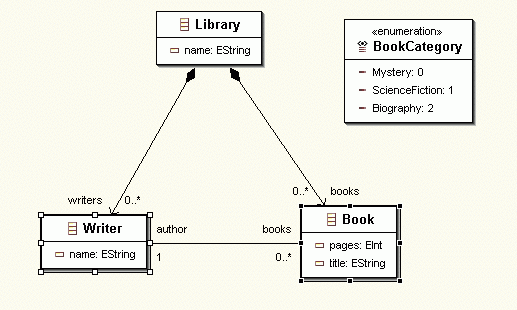 Library
name: EString
«enumeration»
BookCategory
Mystery: 0
ScienceFiction: 1
Biography: 2
writers
0..*
0..*
books
Writer
name: EString
author
1
books
0..*
Book
pages: EInt
title: EString